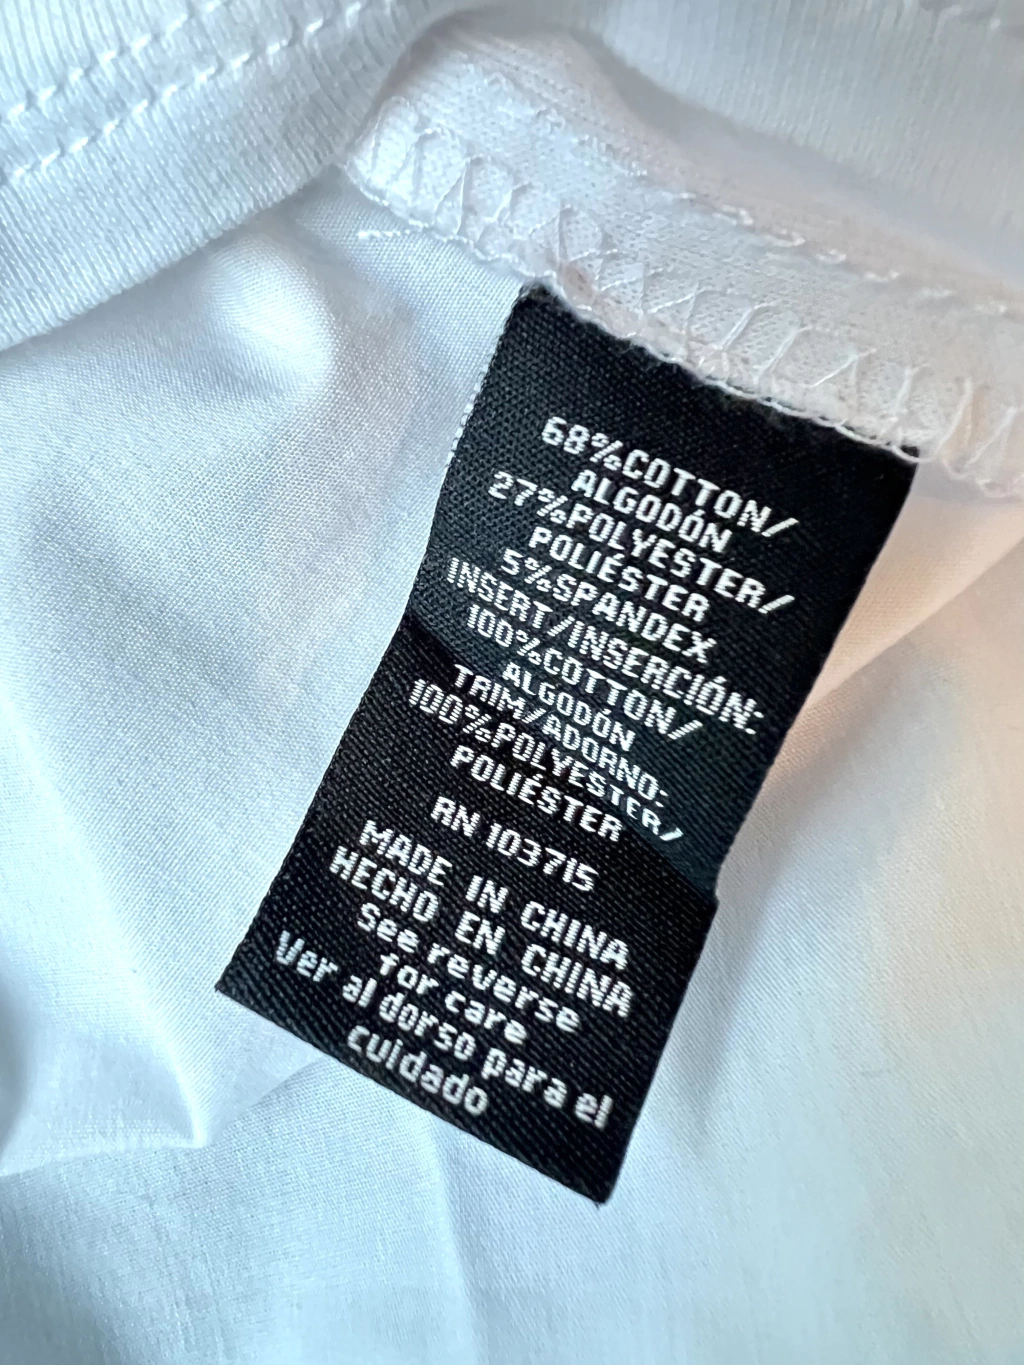 68%COTTON/
ALGODÓN
27%POLYESTER/
POLIÉSTER
5%SPANDEX
INSERT/INSERCIÓN:
100%COTTON/
ALGODÓN
TRIM/ADORNO:
100%POLYESTER/
POLIÉSTER
RN 103715
MADE IN CHINA
HECHO EN CHINA
See reverse
for care
Ver al dorso para el
cuidado